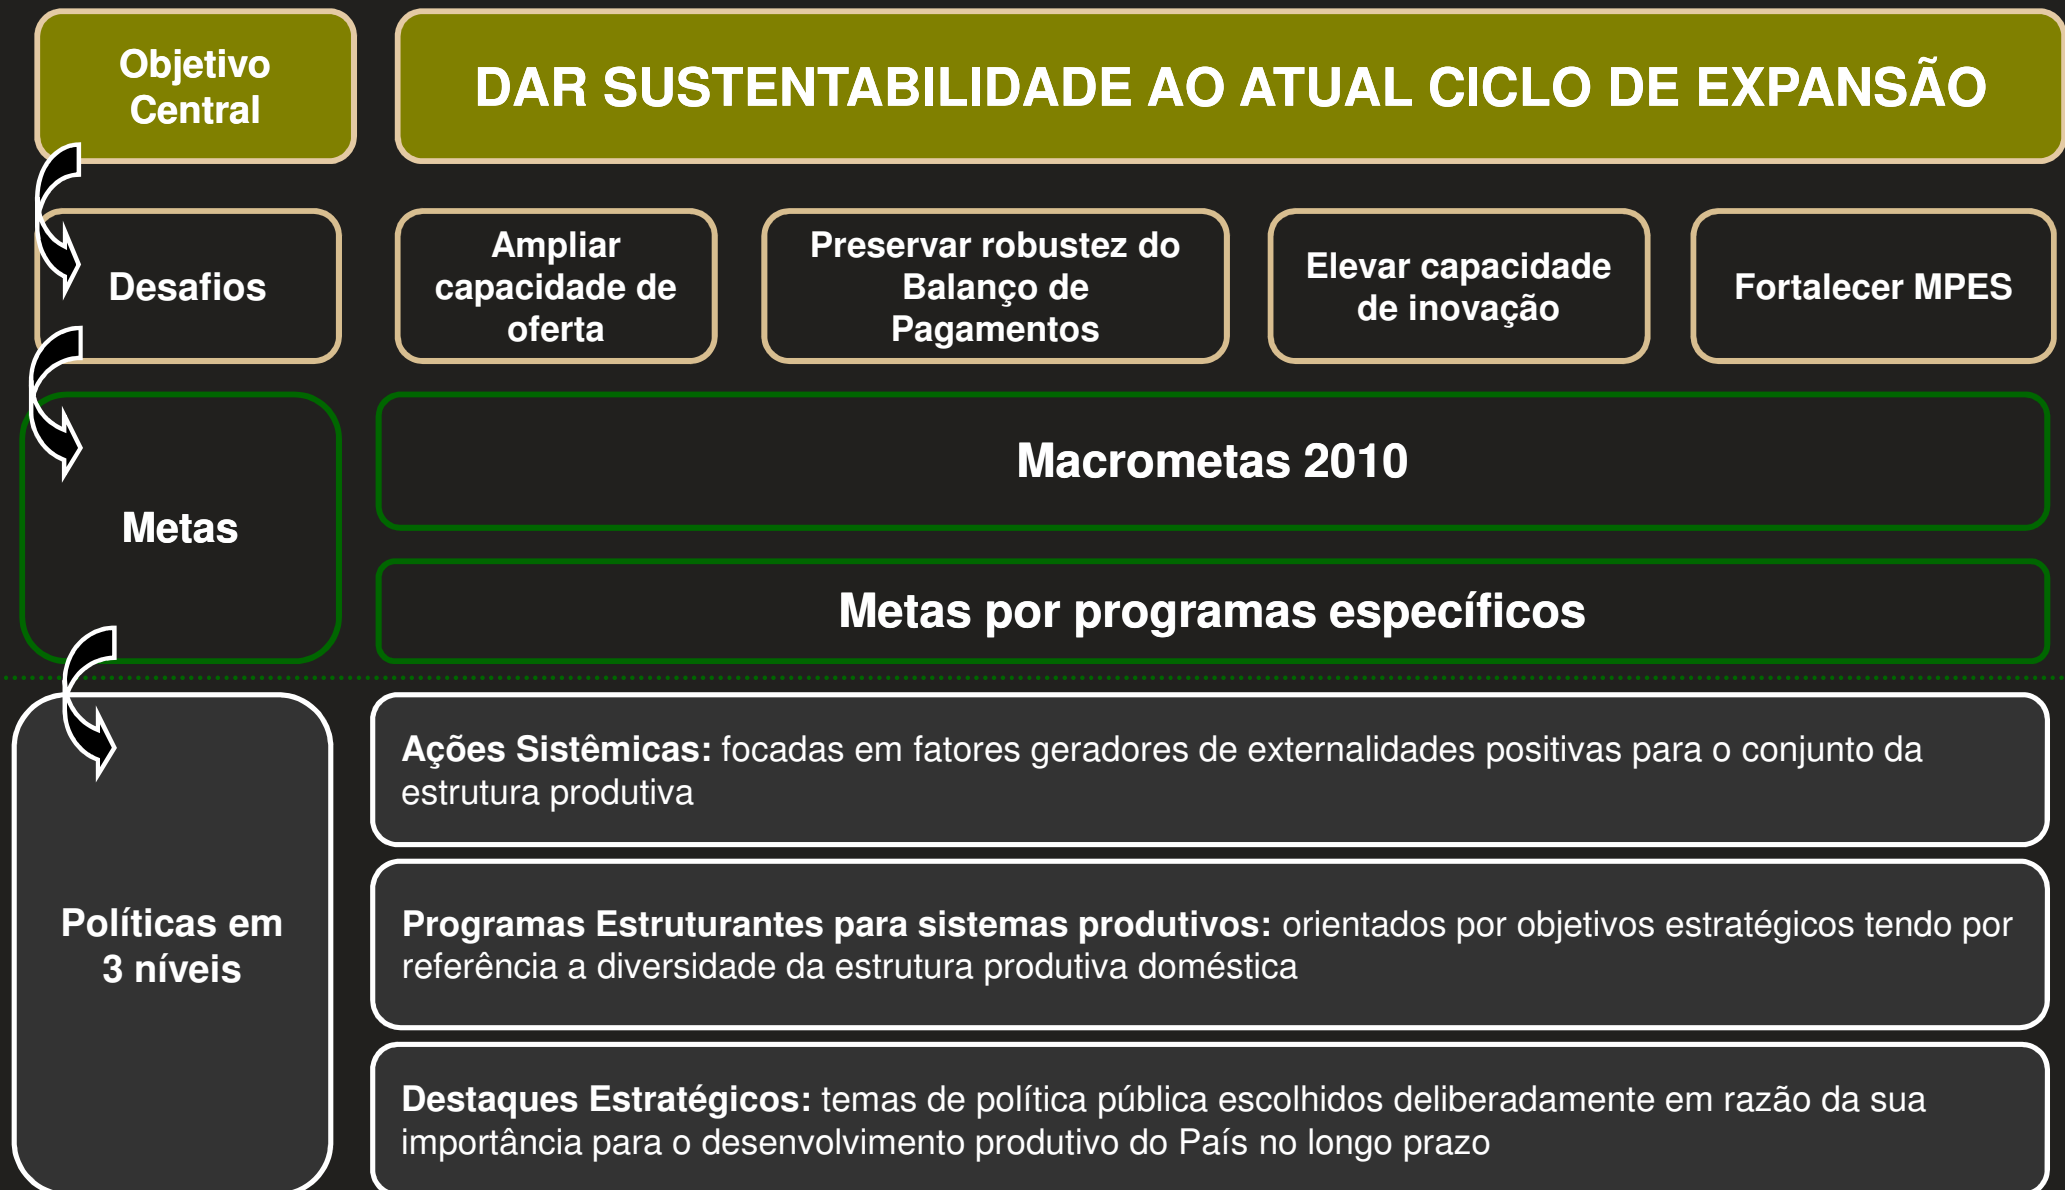 Objetivo
Central
DAR SUSTENTABILIDADE AO ATUAL CICLO DE EXPANSÃO
Desafios
Ampliar
capacidade de
oferta
Preservar robustez do
Balanço de
Pagamentos
Elevar capacidade
de inovação
Fortalecer MPES
Metas
Macrometas 2010
Metas por programas específicos
Políticas em
3 níveis
Ações Sistêmicas: focadas em fatores geradores de externalidades positivas para o conjunto da
estrutura produtiva
Programas Estruturantes para sistemas produtivos: orientados por objetivos estratégicos tendo por
referência a diversidade da estrutura produtiva doméstica
Destaques Estratégicos: temas de política pública escolhidos deliberadamente em razão da sua
importância para o desenvolvimento produtivo do País no longo prazo